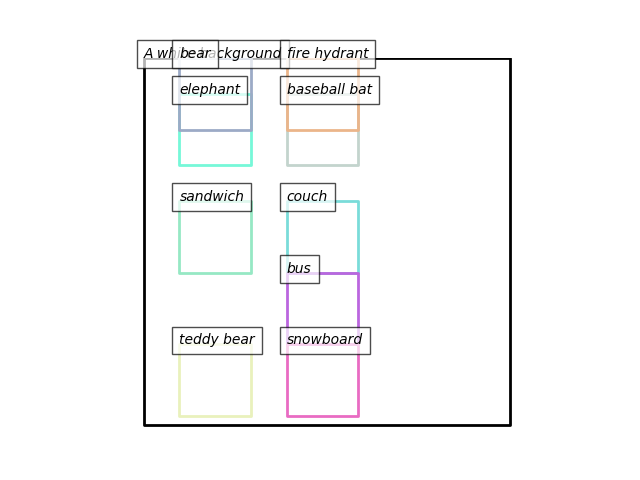 A white background
bear
fire hydrant
elephant
baseball bat
sandwich
couch
bus
teddy bear
snowboard